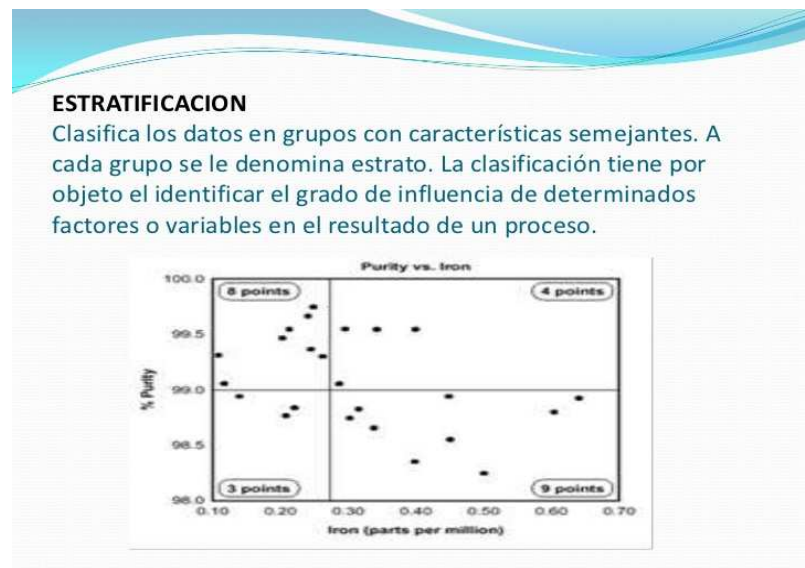 ESTRATIFICACION
Clasifica los datos en grupos con características semejantes. A
cada grupo se le denomina estrato. La clasificación tiene por
objeto el identificar el grado de influencia de determinados
factores o variables en el resultado de un proceso.
Purity vs. Iron
100.0
8 points
4 points
99.5
% Purity
99.0
98.5
3 points
9 points
98.0
0.10 0.20 0.30 0.40 0.50 0.60 0.70
Iron (parts per million)